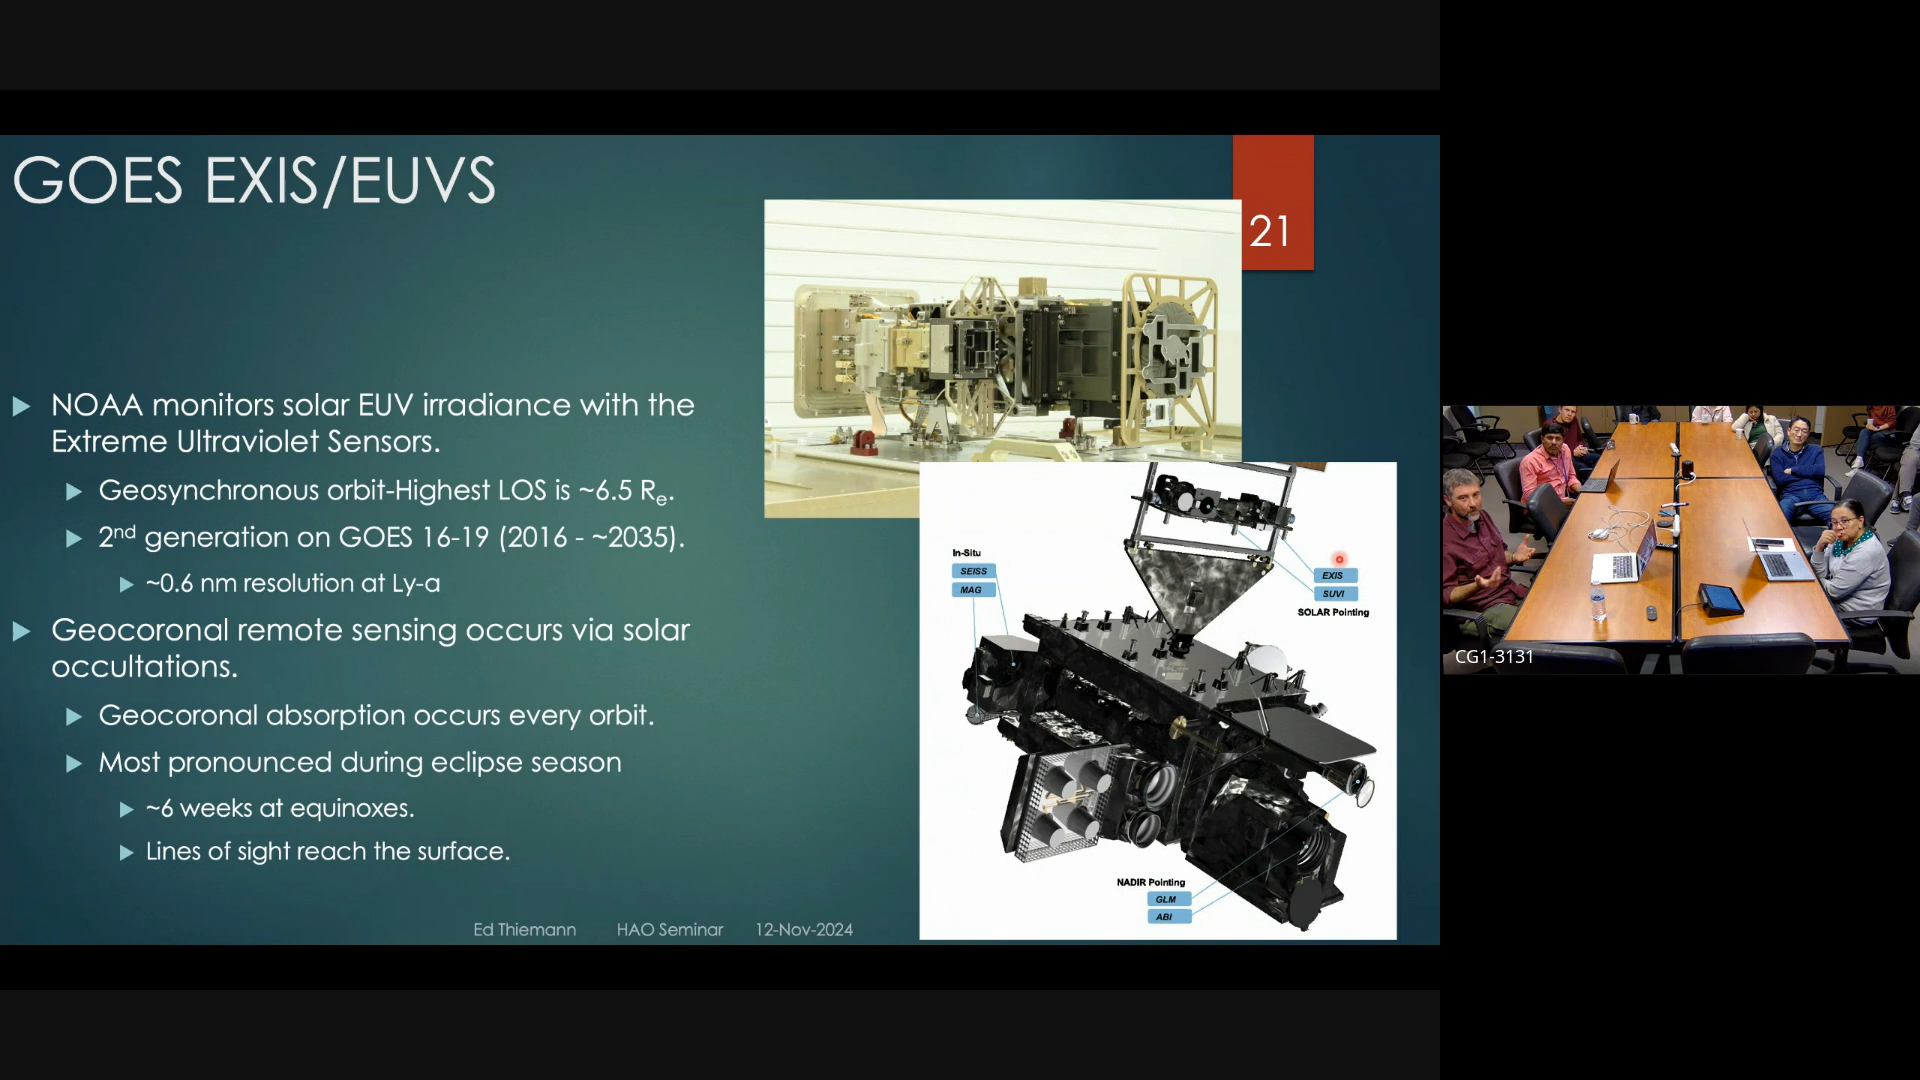 GOES EXIS/EUVS
21
NOAA monitors solar EUV irradiance with the
Extreme Ultraviolet Sensors.
Geosynchronous orbit-Highest LOS is ~6.5 Re.
2nd generation on GOES 16-19 (2016 - ~2035).
~0.6 nm resolution at Ly-a
Geocoronal remote sensing occurs via solar
occultations.
Geocoronal absorption occurs every orbit.
Most pronounced during eclipse season
~6 weeks at equinoxes.
Lines of sight reach the surface.
In-Situ
SEISS
MAG
EXIS
SUVI
SOLAR Pointing
NADIR Pointing
GLM
ABI
Ed Thiemann HAO Seminar 12-Nov-2024
CG1-3131